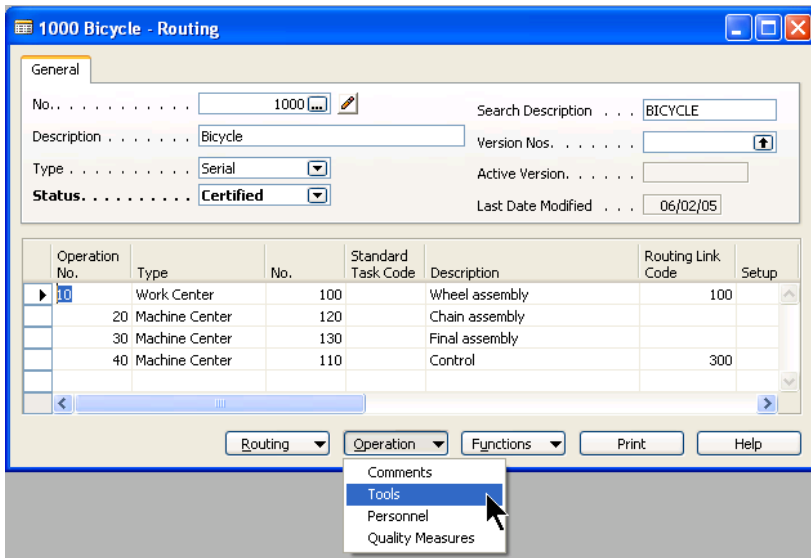 1000 Bicycle - Routing
General
No.. . . . . . . . . . . . 1000 ...
Search Description . . . BICYCLE
Description . . . . . . . Bicycle
Version Nos. . . . . . . .
Type . . . . . . . . . . . Serial
Active Version. . . . . .
Status. . . . . . . . . . Certified
Last Date Modified . . . 06/02/05
Operation No. Type No. Standard Task Code Description Routing Link Code Setup
10 Work Center 100 Wheel assembly 100
20 Machine Center 120 Chain assembly
30 Machine Center 130 Final assembly
40 Machine Center 110 Control 300
Routing Operation Functions Print Help
Comments
Tools
Personnel
Quality Measures